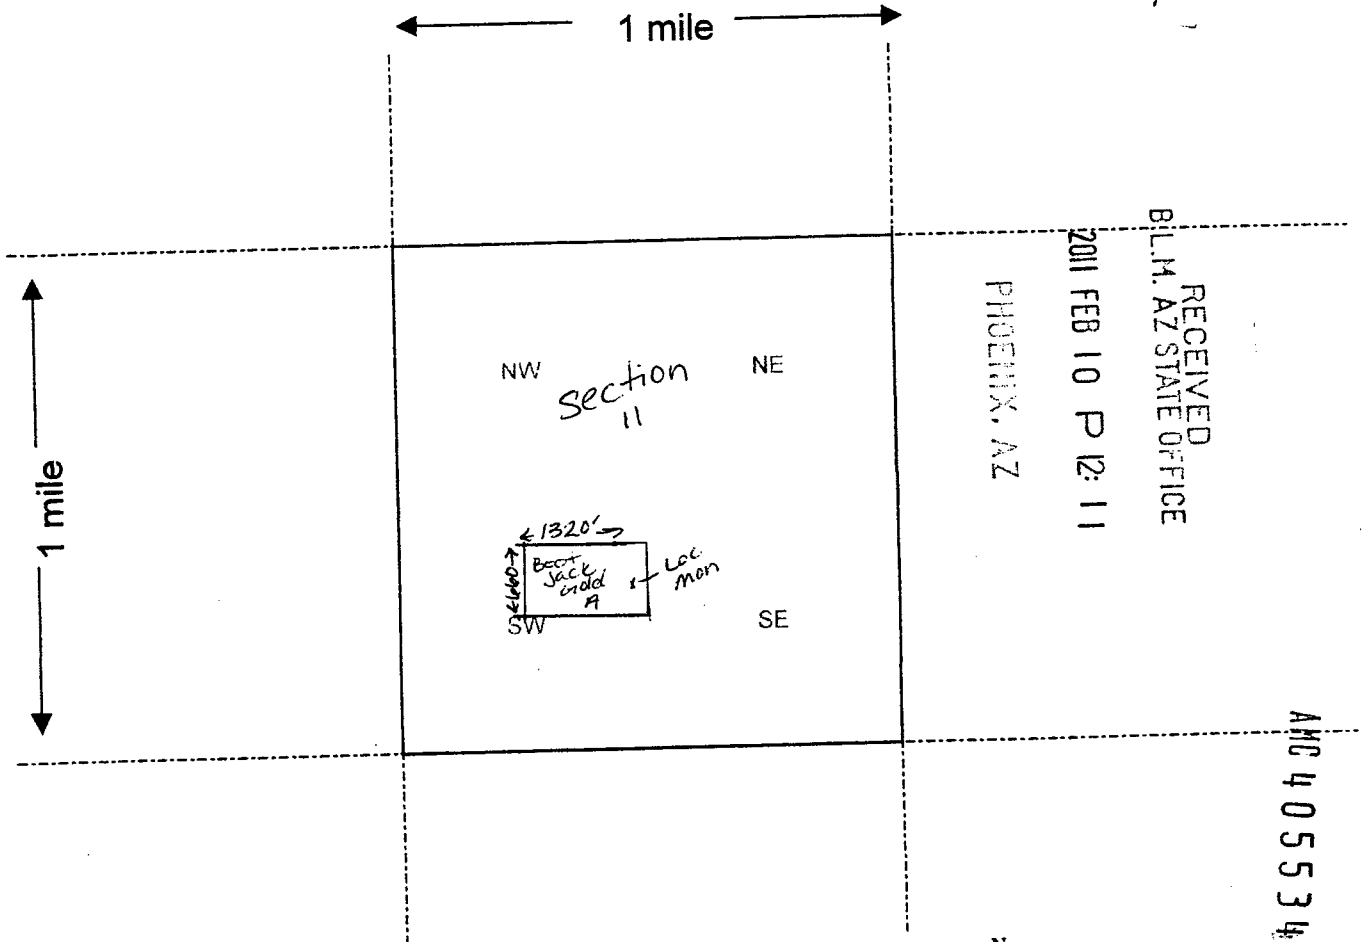 1 mile
1 mile
NW
NE
Section
11
1320'
660
Jack
Gold
A
Loc
Mon
SW
SE
RECEIVED
B.L.M. AZ STATE OFFICE
2011 FEB 10 P 12:11
PHOENIX, AZ
AMC 405534
N